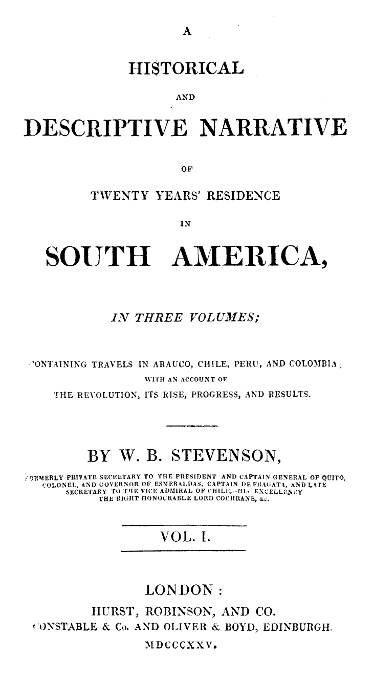 A
HISTORICAL
AND
DESCRIPTIVE NARRATIVE
OF
TWENTY YEARS' RESIDENCE
IN
SOUTH AMERICA,
IN THREE VOLUMES;
CONTAINING TRAVELS IN ARAUCO, CHILE, PERU, AND COLOMBIA;
WITH AN ACCOUNT OF
THE REVOLUTION, ITS RISE, PROGRESS, AND RESULTS.
BY W. B. STEVENSON,
FORMERLY PRIVATE SECRETARY TO THE PRESIDENT AND CAPTAIN GENERAL OF QUITO,
COLONEL, AND GOVERNOR OF ESMERALDAS, CAPTAIN DE FRAGATA, AND LATE
SECRETARY TO THE VICE ADMIRAL OF CHILE, HIS EXCELLENCY
THE RIGHT HONOURABLE LORD COCHRANE, &c.
VOL. I.
LONDON:
HURST, ROBINSON, AND CO.
CONSTABLE & Co. AND OLIVER & BOYD, EDINBURGH.
MDCCCXXV.